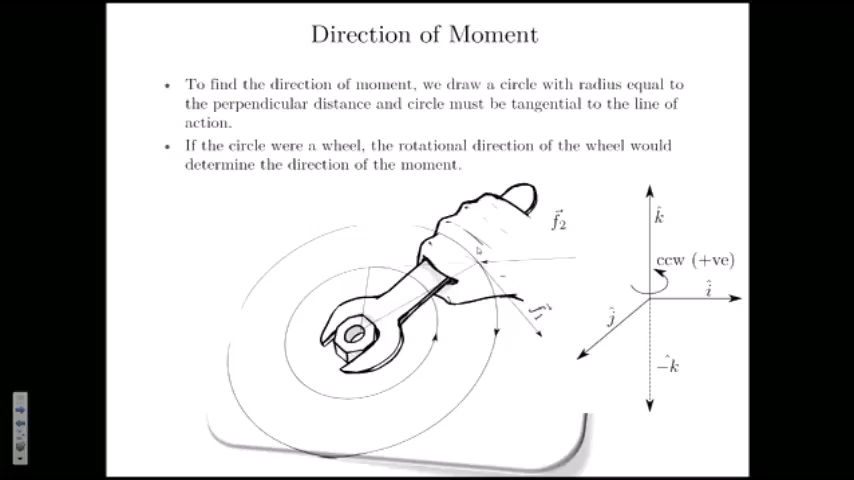 Direction of Moment
• To find the direction of moment, we draw a circle with radius equal to
the perpendicular distance and circle must be tangential to the line of
action.
• If the circle were a wheel, the rotational direction of the wheel would
determine the direction of the moment.
f⃗₂
k̂
ccw (+ve)
î
ĵ
f⃗₁
−k̂